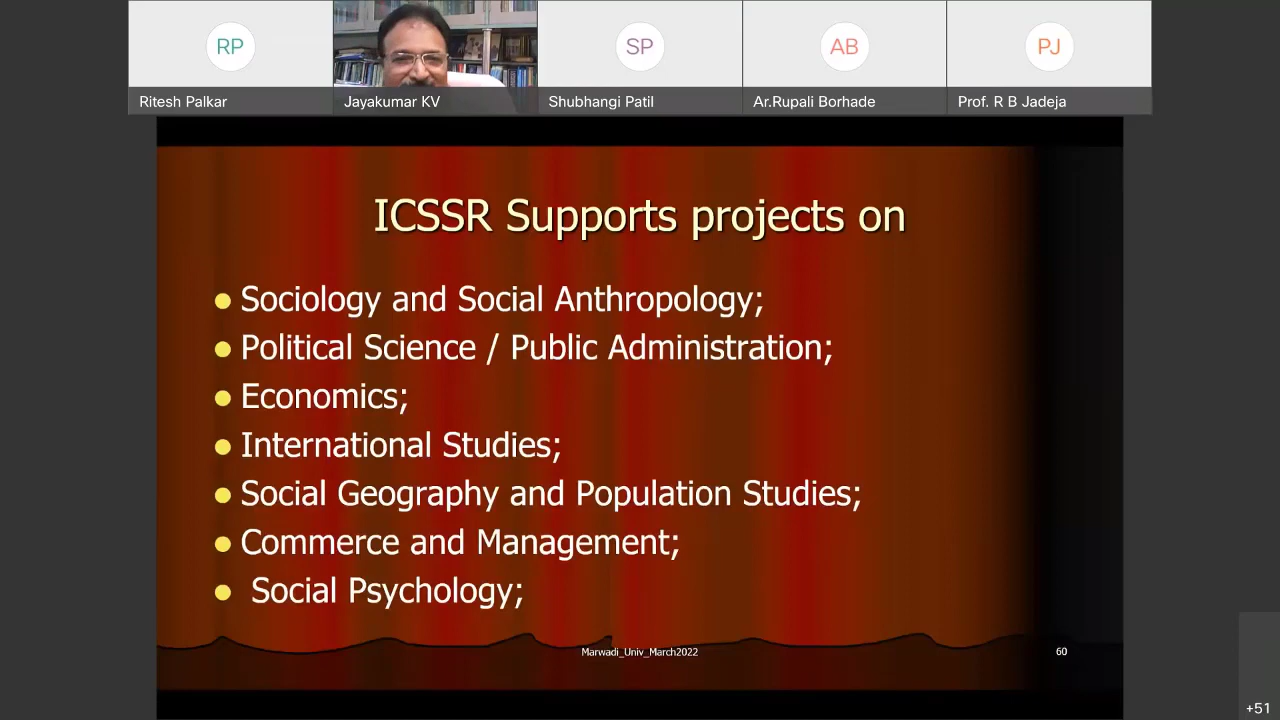 RP
SP
AB
PJ
Ritesh Palkar
Jayakumar KV
Shubhangi Patil
Ar.Rupali Borhade
Prof. R B Jadeja
ICSSR Supports projects on
Sociology and Social Anthropology;
Political Science / Public Administration;
Economics;
International Studies;
Social Geography and Population Studies;
Commerce and Management;
Social Psychology;
Marwadi_Univ_March2022
60
+51